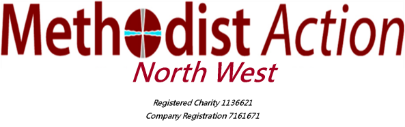 Methodist Action
North West
Registered Charity 1136621
Company Registration 7161671